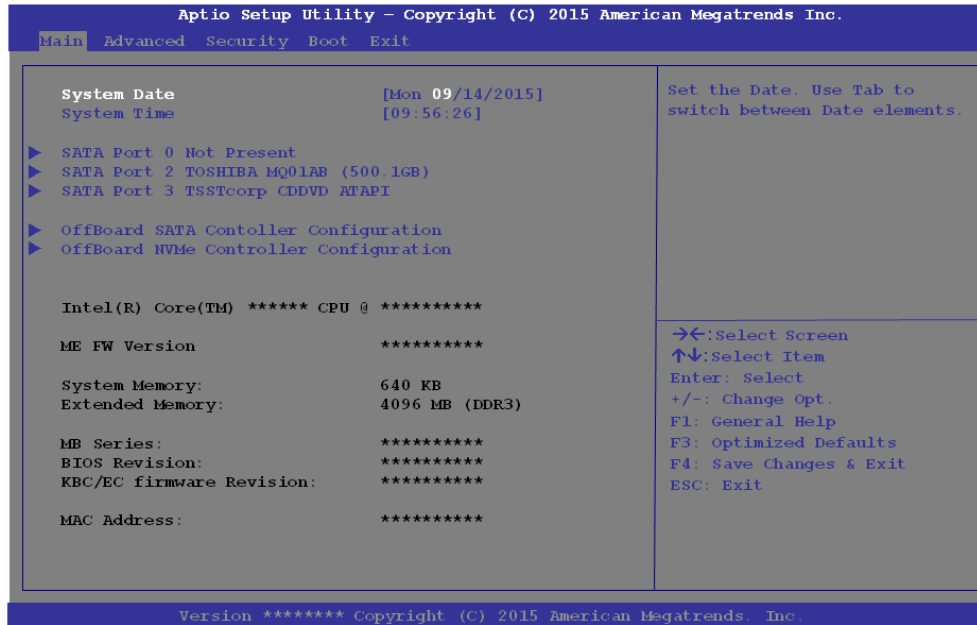 Aptio Setup Utility – Copyright (C) 2015 American Megatrends Inc.
Main Advanced Security Boot Exit
System Date [Mon 09/14/2015]
System Time [09:56:26]
▶ SATA Port 0 Not Present
▶ SATA Port 2 TOSHIBA MQ01AB (500.1GB)
▶ SATA Port 3 TSSTcorp CDDVD ATAPI
▶ OffBoard SATA Contoller Configuration
▶ OffBoard NVMe Controller Configuration
Intel(R) Core(TM) ****** CPU @ **********
ME FW Version **********
System Memory: 640 KB
Extended Memory: 4096 MB (DDR3)
MB Series: **********
BIOS Revision: **********
KBC/EC firmware Revision: **********
MAC Address: **********
Set the Date. Use Tab to
switch between Date elements.
→←:Select Screen
↑↓:Select Item
Enter: Select
+/-: Change Opt.
F1: General Help
F3: Optimized Defaults
F4: Save Changes & Exit
ESC: Exit
Version ******** Copyright (C) 2015 American Megatrends. Inc.